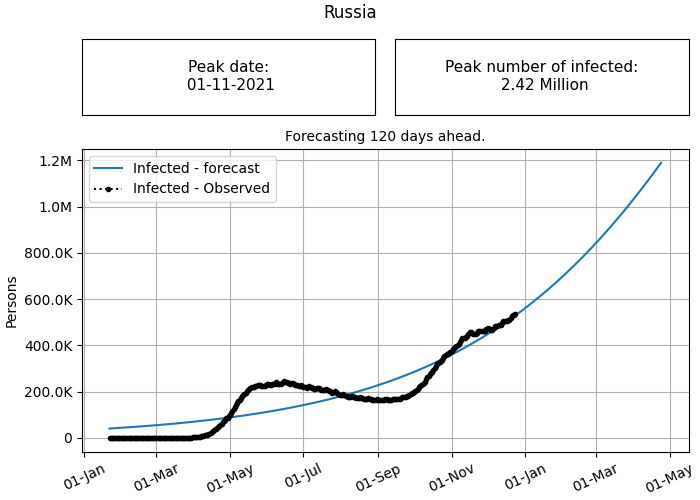 Russia
Peak date:
01-11-2021
Peak number of infected:
2.42 Million
Forecasting 120 days ahead.
Infected - forecast
Infected - Observed
1.2M
1.0M
800.0K
600.0K
400.0K
200.0K
0
Persons
01-Jan
01-Mar
01-May
01-Jul
01-Sep
01-Nov
01-Jan
01-Mar
01-May